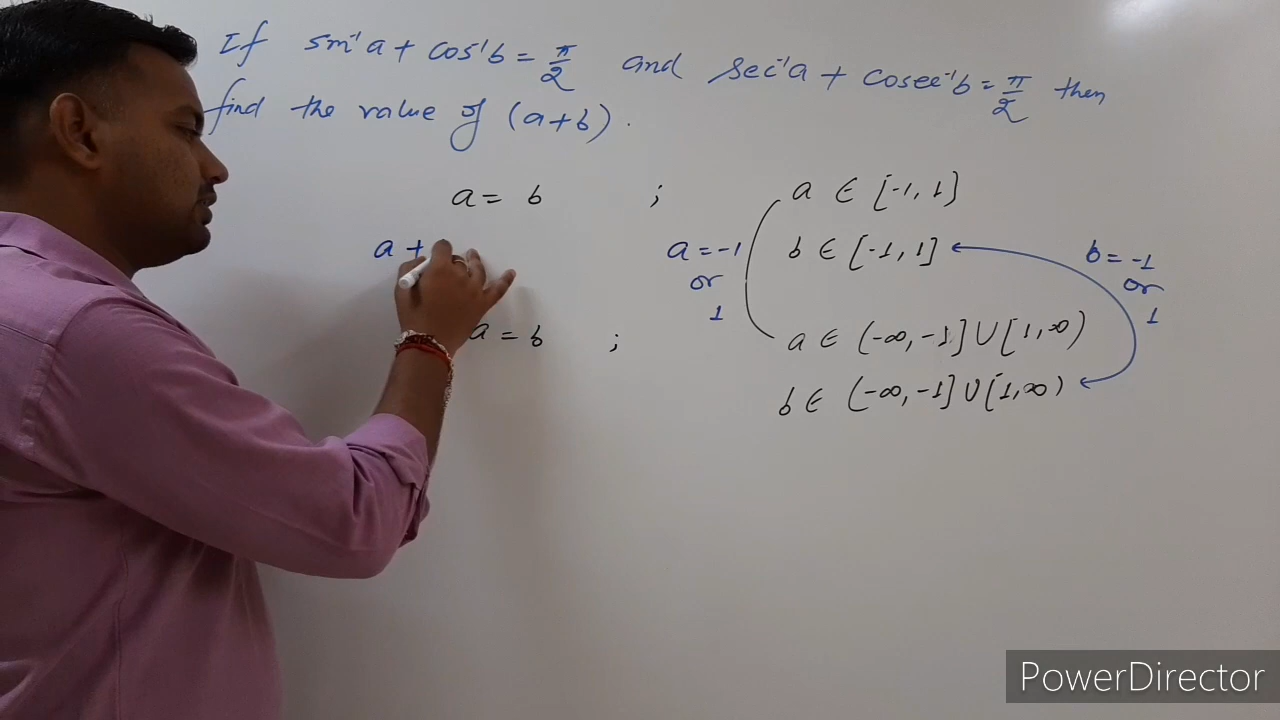 If sin⁻¹a + cos⁻¹b = π/2 and sec⁻¹a + cosec⁻¹b = π/2 then
find the value of (a+b).
a = b ; a ∈ [-1, 1]
a + a = -1 b ∈ [-1, 1] b = -1
or or
1 1
a = b ; a ∈ (-∞, -1] ∪ [1, ∞)
b ∈ (-∞, -1] ∪ [1, ∞)
PowerDirector